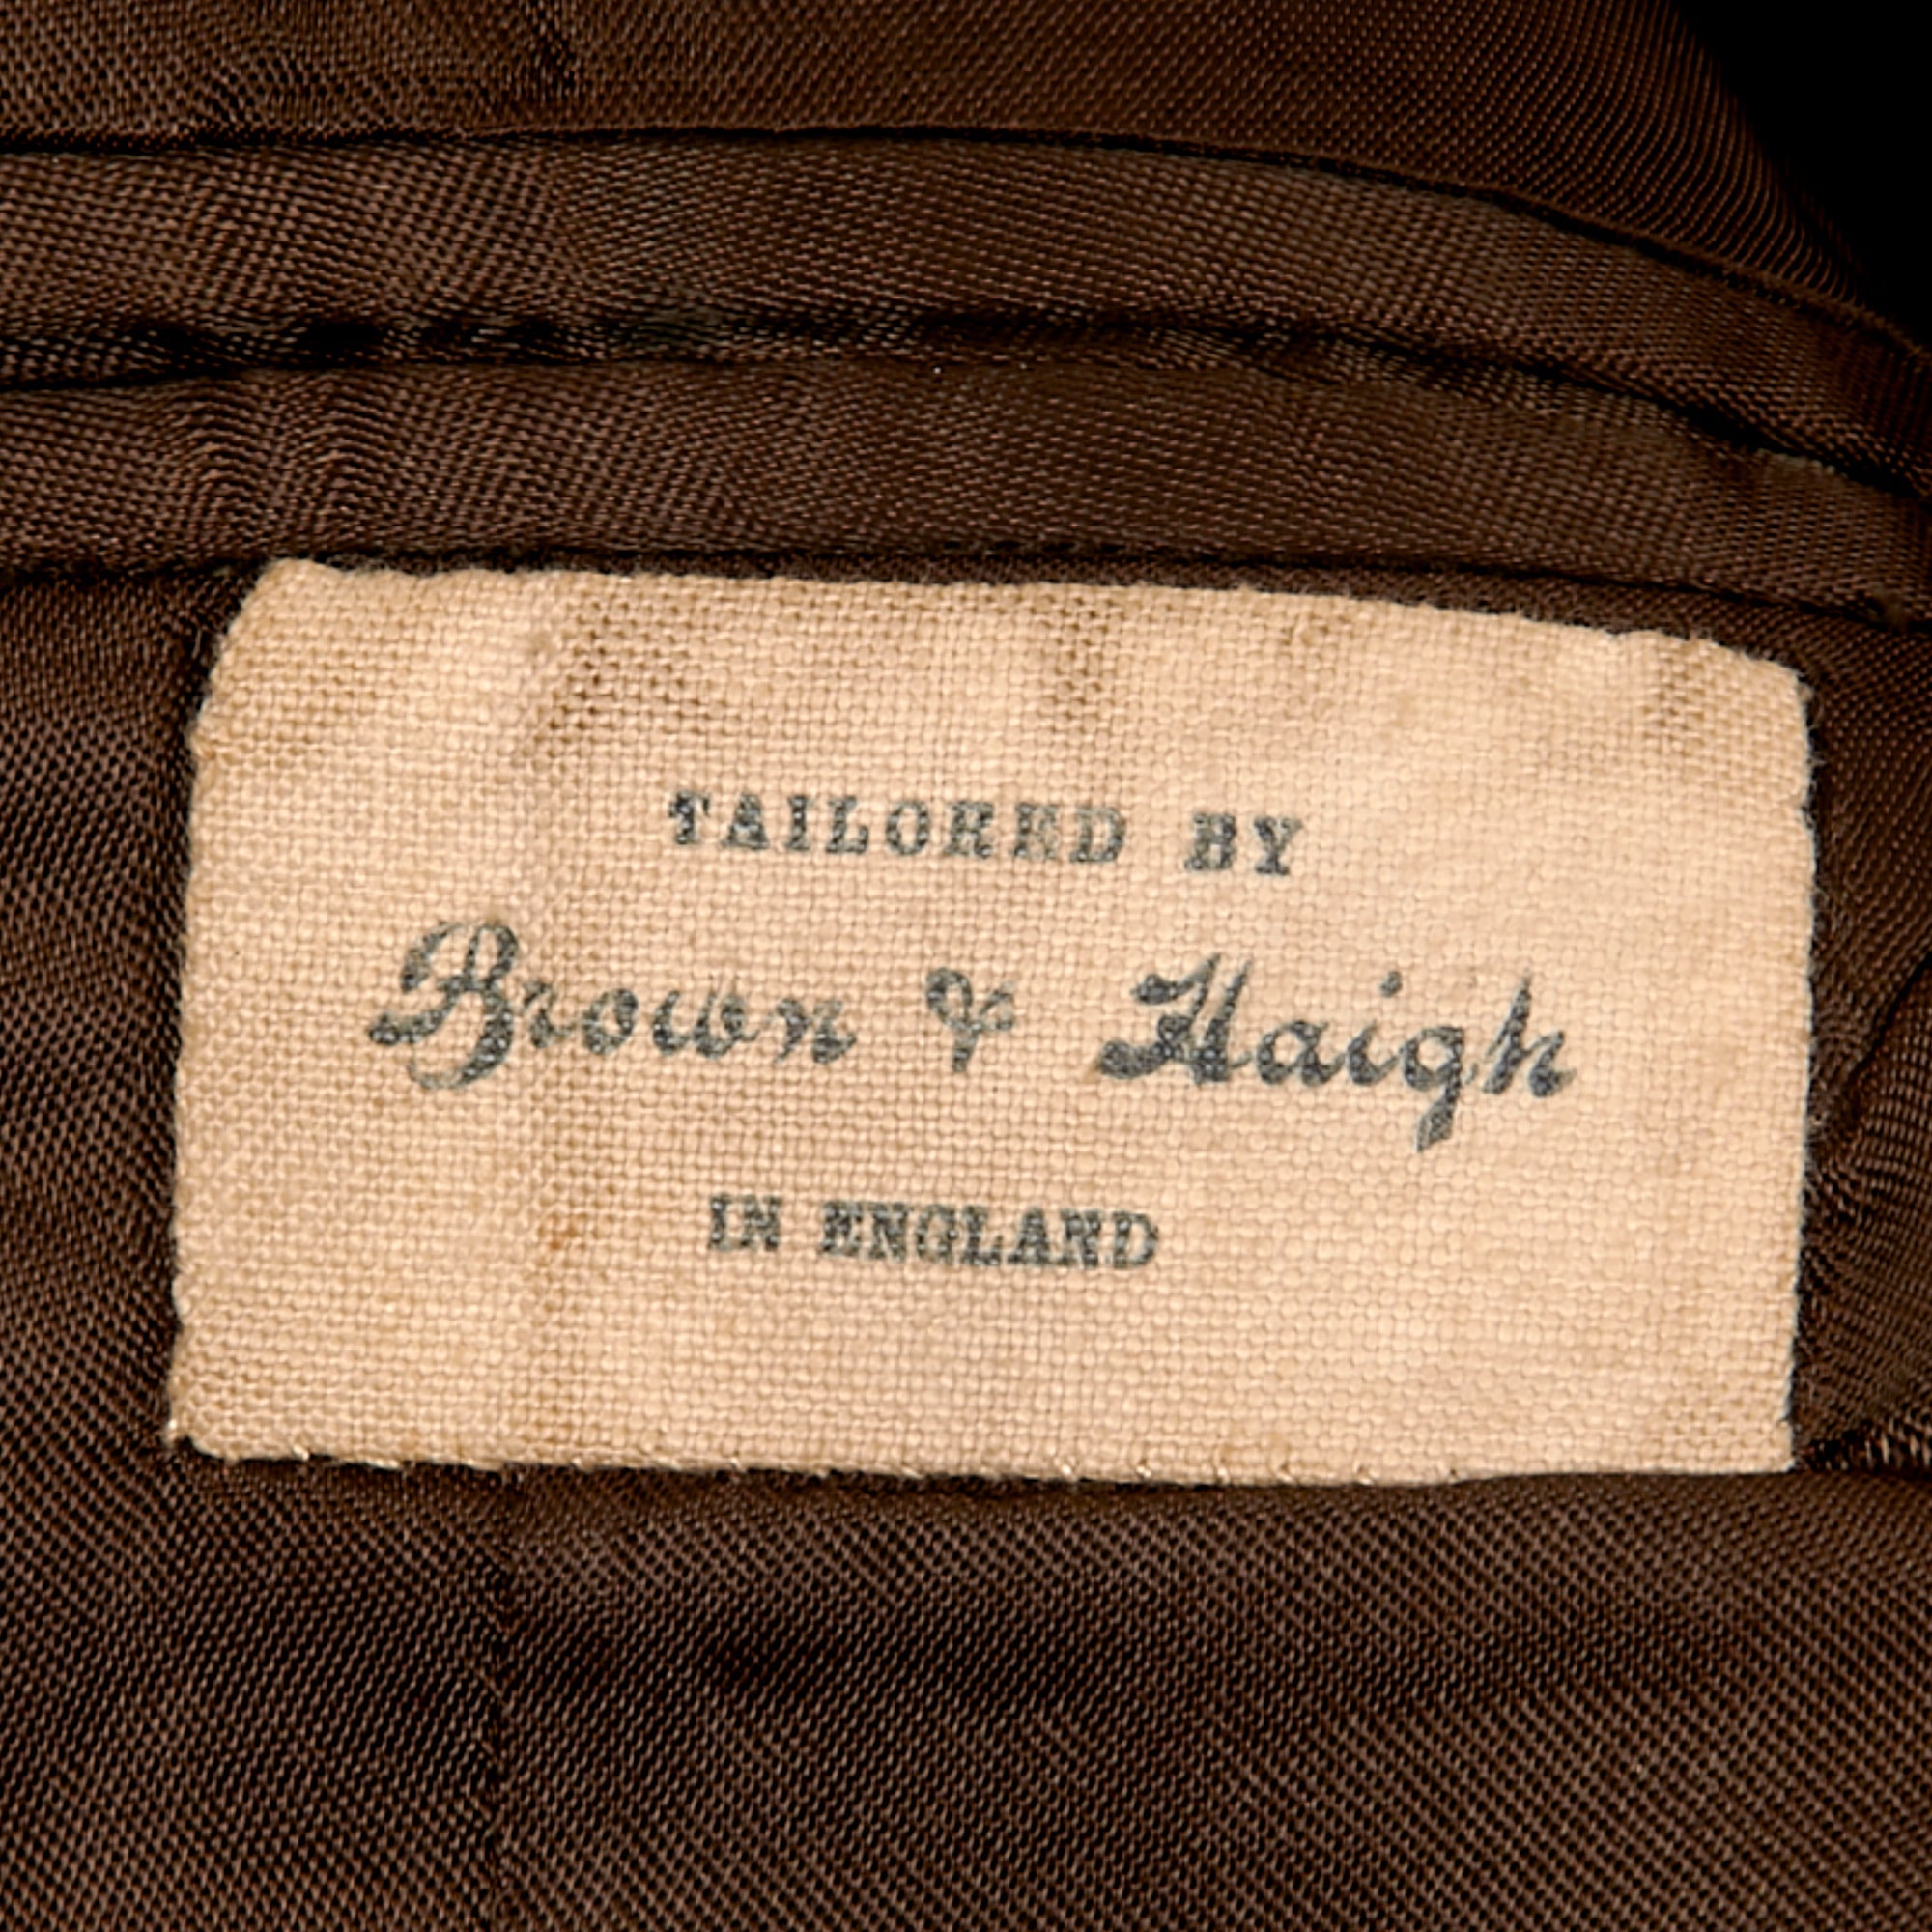 TAILORED BY
Brown & Haigh
IN ENGLAND